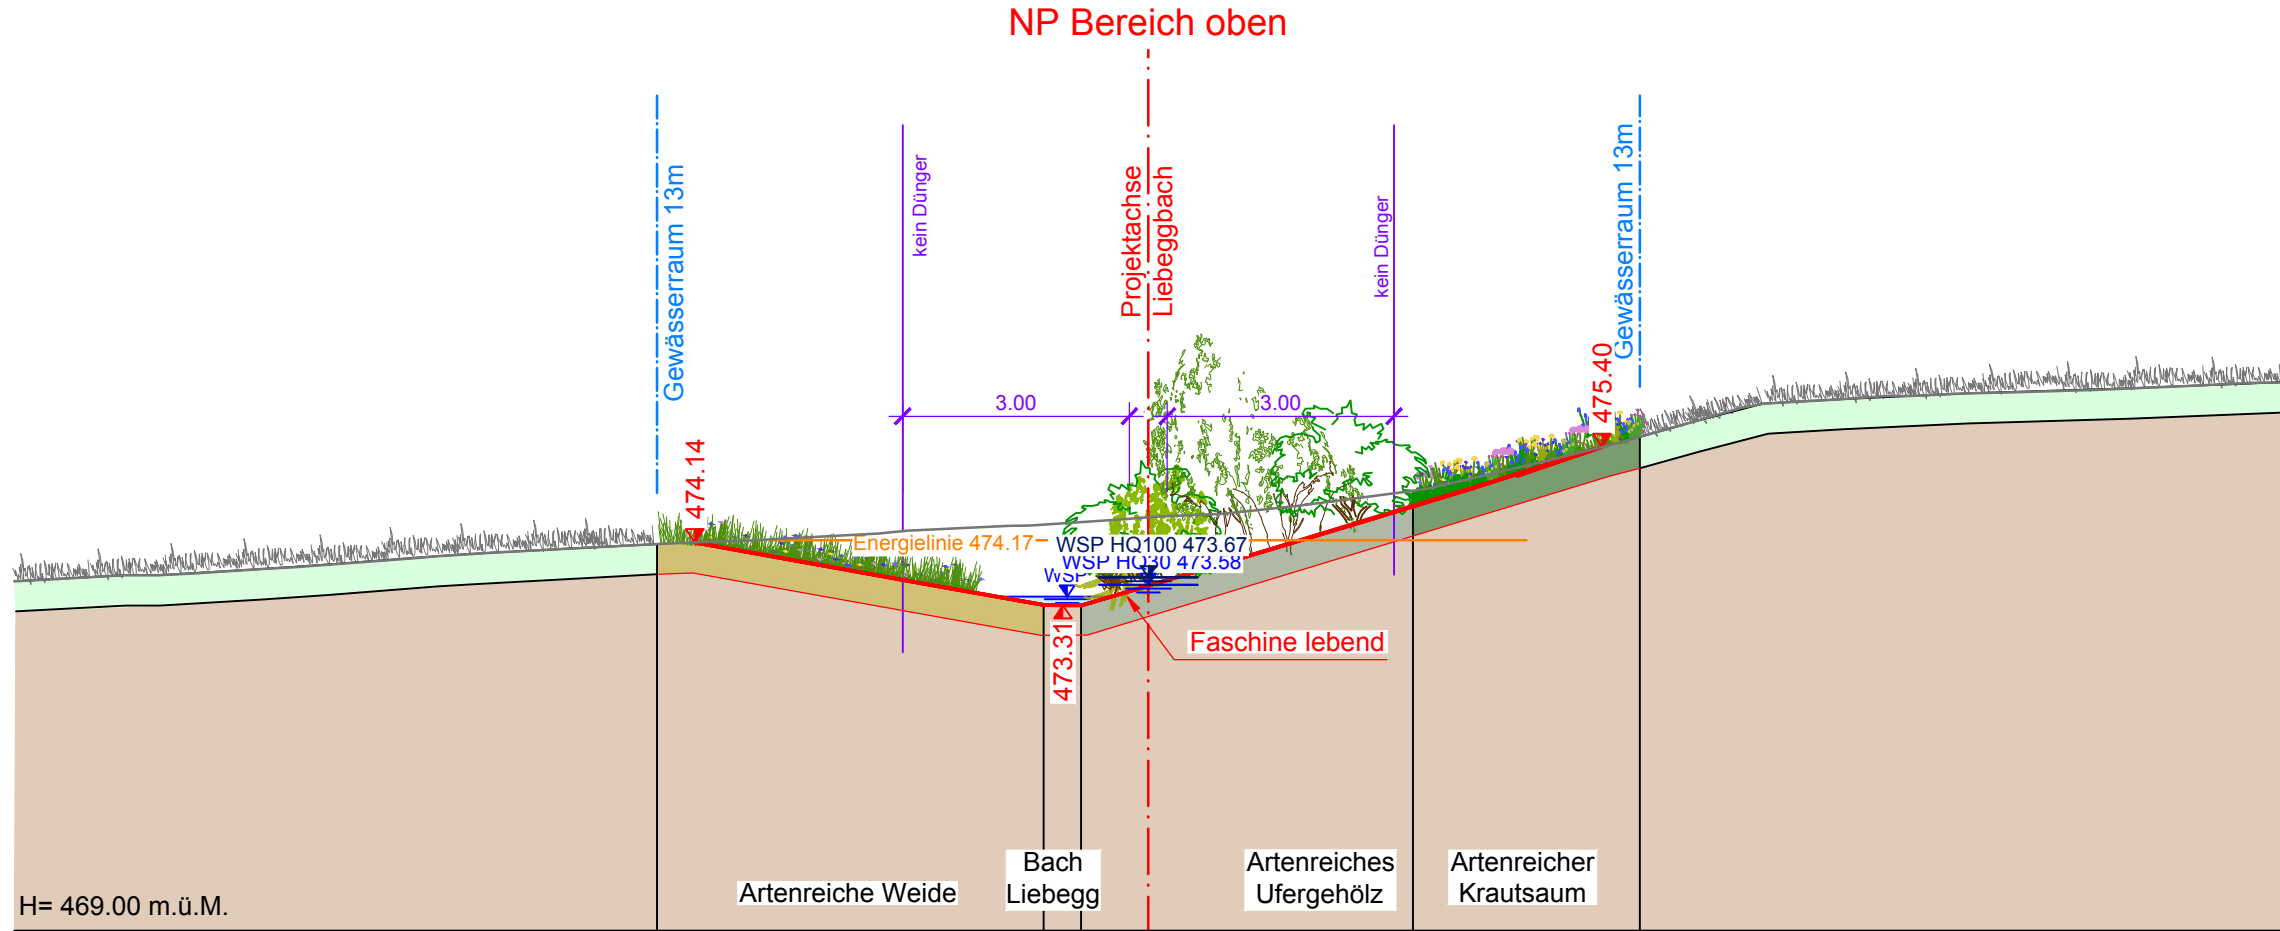 NP Bereich oben
Gewässerraum 13m
kein Dünger
Projektachse
Liebeggbach
kein Dünger
Gewässerraum 13m
3.00
3.00
475.40
474.14
Energielinie 474.17
WSP HQ100 473.67
WSP HQ30 473.58
WSP
473.31
Faschine lebend
Artenreiche Weide
Bach
Liebegg
Artenreiches
Ufergehölz
Artenreicher
Krautsaum
H= 469.00 m.ü.M.